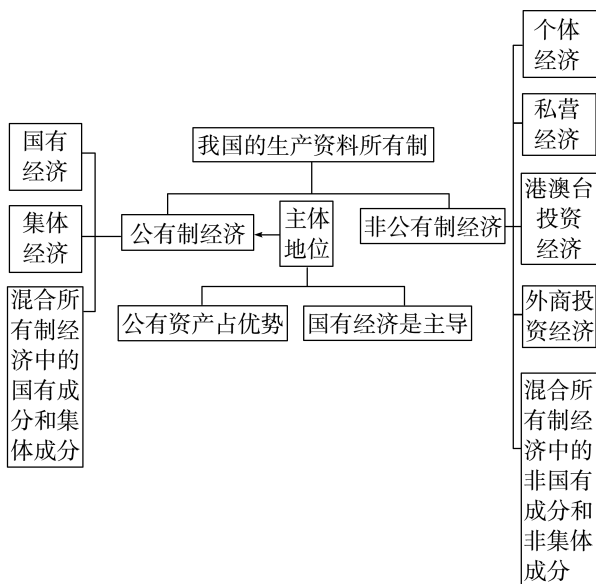 我国的生产资料所有制
国有
经济
集体
经济
混合所
有制经
济中的
国有成
分和集
体成分
公有制经济
主体
地位
公有资产占优势
国有经济是主导
非公有制经济
个体
经济
私营
经济
港澳台
投资
经济
外商投
资经济
混合所
有制经
济中的
非国有
成分和
非集体
成分